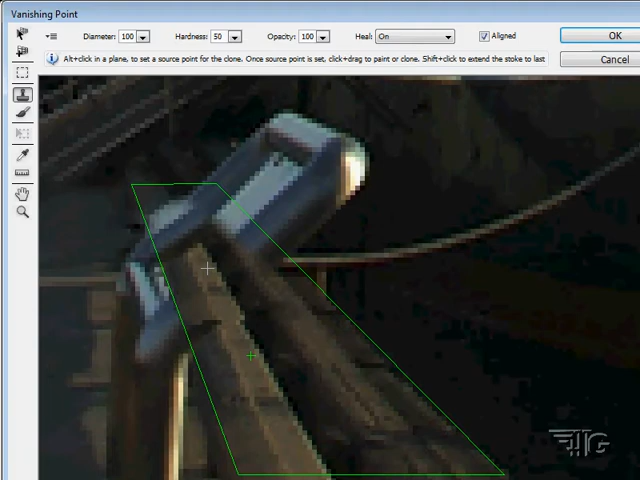 Vanishing Point
Diameter: 100 Hardness: 50 Opacity: 100 Heal: On Aligned OK
Alt+click in a plane, to set a source point for the clone. Once source point is set, click+drag to paint or clone. Shift+click to extend the stoke to last Cancel